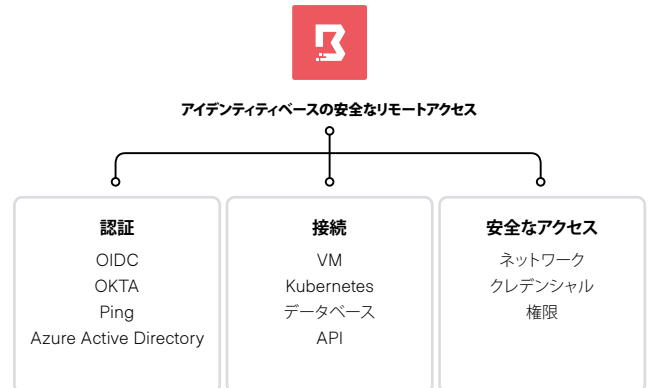 アイデンティティベースの安全なリモートアクセス
認証
OIDC
OKTA
Ping
Azure Active Directory
接続
VM
Kubernetes
データベース
API
安全なアクセス
ネットワーク
クレデンシャル
権限